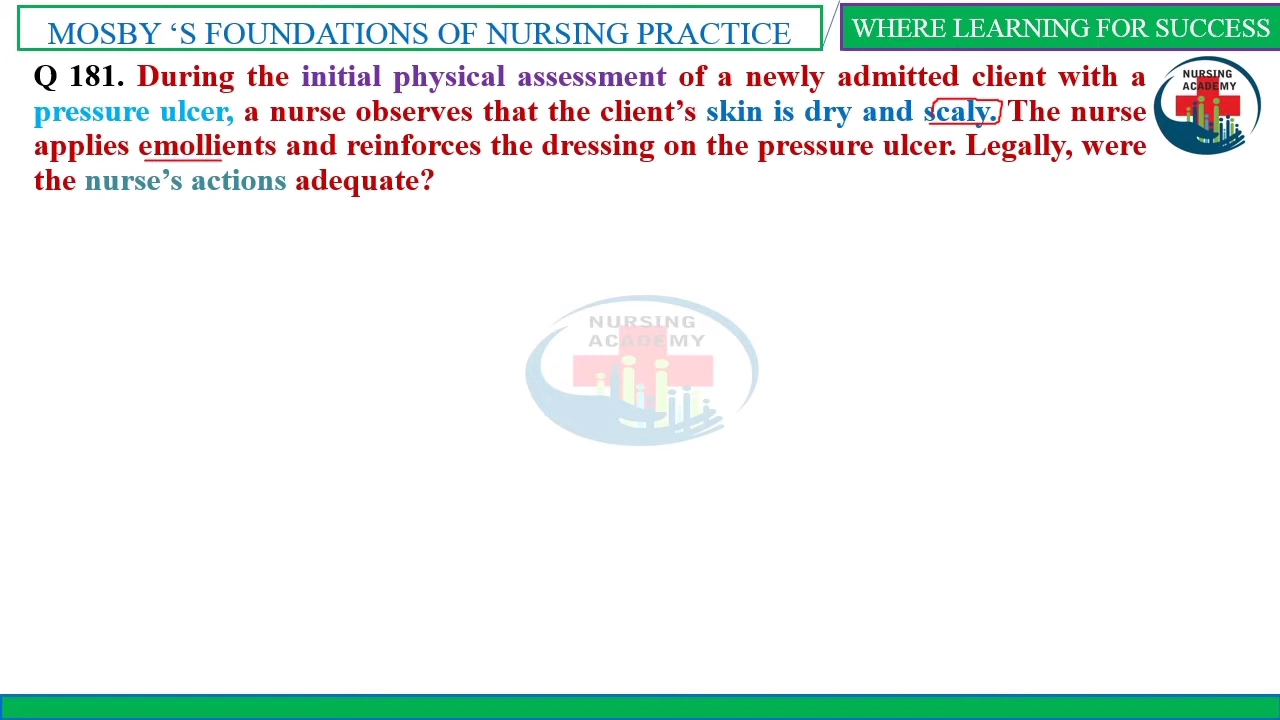 MOSBY ‘S FOUNDATIONS OF NURSING PRACTICE
WHERE LEARNING FOR SUCCESS
Q 181. During the initial physical assessment of a newly admitted client with a
pressure ulcer, a nurse observes that the client’s skin is dry and scaly. The nurse
applies emollients and reinforces the dressing on the pressure ulcer. Legally, were
the nurse’s actions adequate?
NURSING
ACADEMY
NURSING
ACADEMY